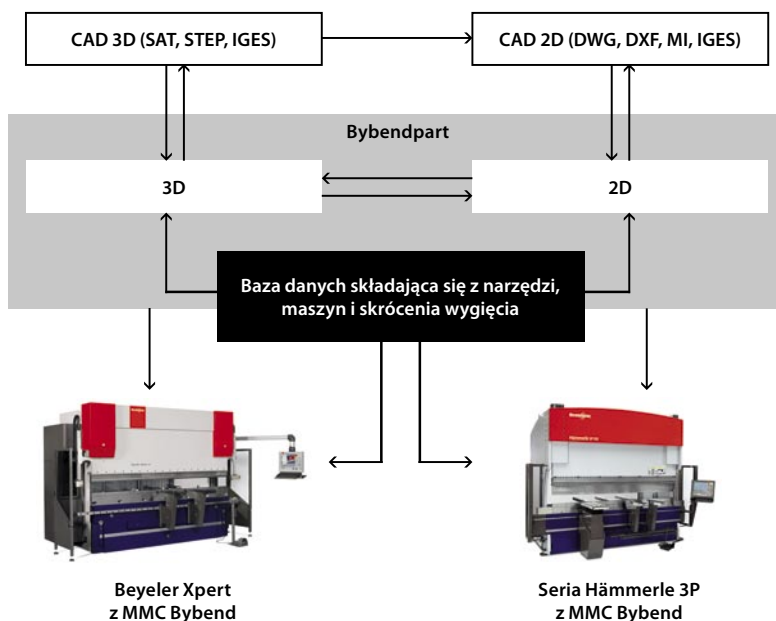 CAD 3D (SAT, STEP, IGES)
CAD 2D (DWG, DXF, MI, IGES)
Bybendpart
3D
2D
Baza danych składająca się z narzędzi,
maszyn i skrócenia wygięcia
Beyeler Xpert
z MMC Bybend
Seria Hämmerle 3P
z MMC Bybend